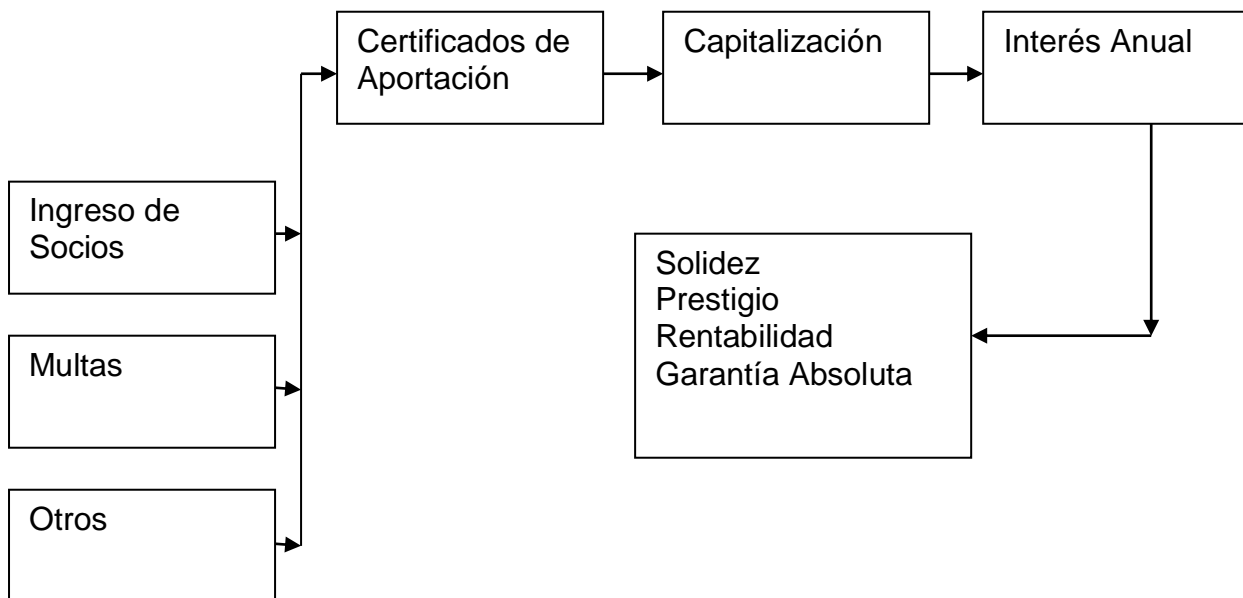 Certificados de
Aportación
Capitalización
Interés Anual
Ingreso de
Socios
Multas
Otros
Solidez
Prestigio
Rentabilidad
Garantía Absoluta